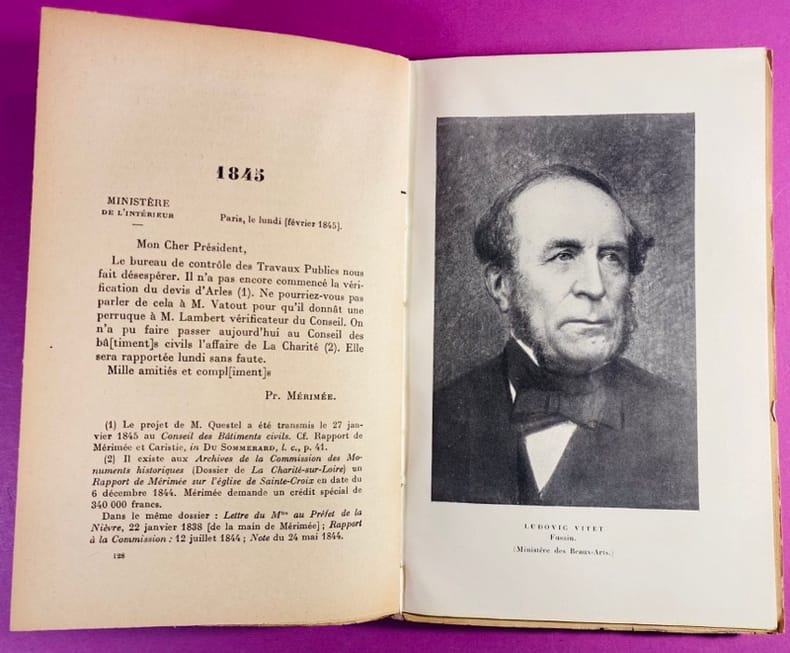 1845
MINISTÈRE
DE L'INTÉRIEUR
Paris, le lundi [février 1845].
Mon Cher Président,
Le bureau de contrôle des Travaux Publics nous
fait désespérer. Il n'a pas encore commencé la véri-
fication du devis d'Arles (1). Ne pourriez-vous pas
parler de cela à M. Vatout pour qu'il donnât une
perruque à M. Lambert vérificateur du Conseil. On
n'a pu faire passer aujourd'hui au Conseil des
bâ[timent]s civils l'affaire de La Charité (2). Elle
sera rapportée lundi sans faute.
Mille amitiés et compl[iment]s
Pr. MÉRIMÉE.
(1) Le projet de M. Questel a été transmis le 27 jan-
vier 1845 au Conseil des Bâtiments civils. Cf. Rapport de
Mérimée et Caristie, in DU SOMMERARD, l. c., p. 41.
(2) Il existe aux Archives de la Commission des Mo-
numents historiques (Dossier de La Charité-sur-Loire) un
Rapport de Mérimée sur l'église de Sainte-Croix en date du
6 décembre 1844. Mérimée demande un crédit spécial de
340 000 francs.
Dans le même dossier : Lettre du Mtre au Préfet de la
Nièvre, 22 janvier 1838 [de la main de Mérimée] ; Rapport
à la Commission : 12 juillet 1844 ; Note du 24 mai 1844.
128
LUDOVIC VITET
Fusain.
(Ministère des Beaux-Arts.)